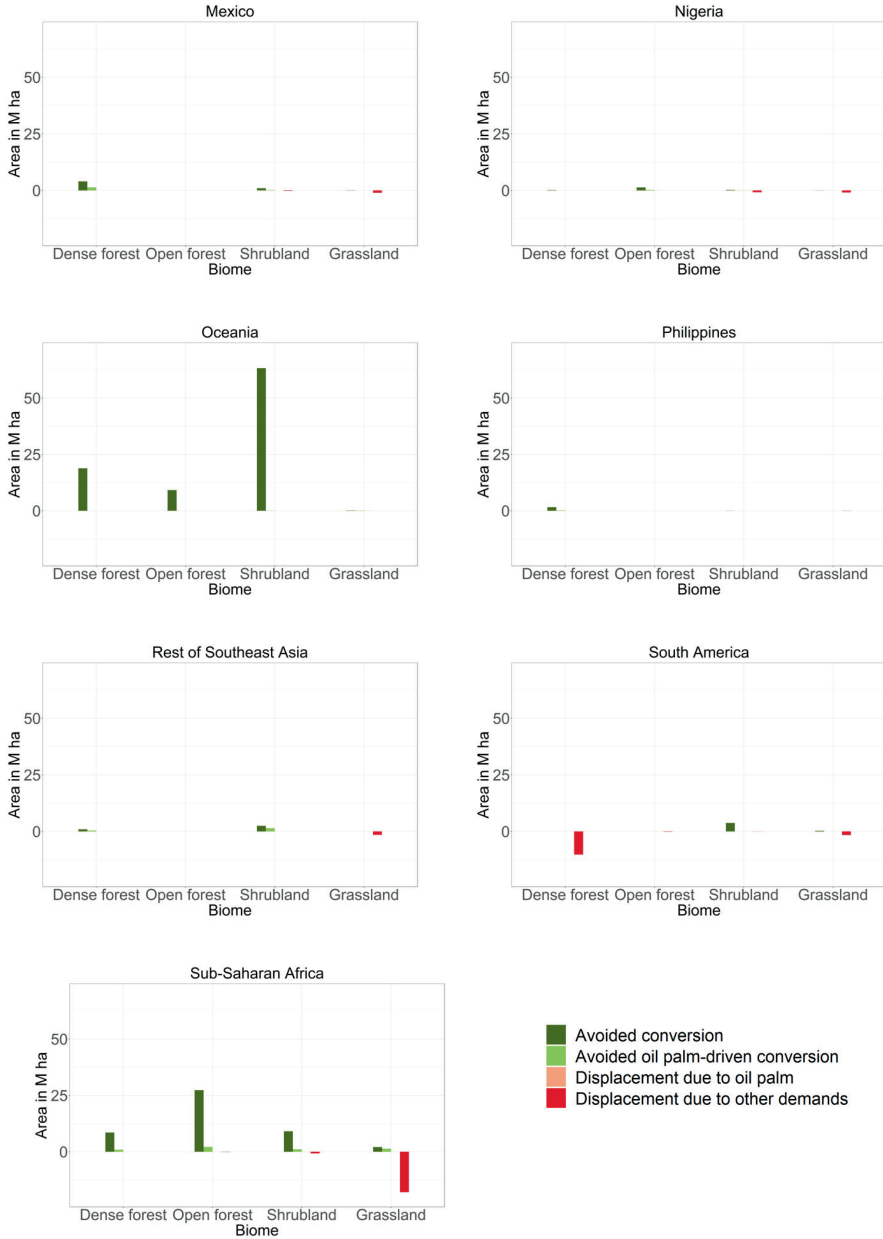 Mexico
Area in M ha
50
25
0
Dense forest Open forest Shrubland Grassland
Biome
Nigeria
Area in M ha
50
25
0
Dense forest Open forest Shrubland Grassland
Biome
Oceania
Area in M ha
50
25
0
Dense forest Open forest Shrubland Grassland
Biome
Philippines
Area in M ha
50
25
0
Dense forest Open forest Shrubland Grassland
Biome
Rest of Southeast Asia
Area in M ha
50
25
0
Dense forest Open forest Shrubland Grassland
Biome
South America
Area in M ha
50
25
0
Dense forest Open forest Shrubland Grassland
Biome
Sub-Saharan Africa
Area in M ha
50
25
0
Dense forest Open forest Shrubland Grassland
Biome
Avoided conversion
Avoided oil palm-driven conversion
Displacement due to oil palm
Displacement due to other demands